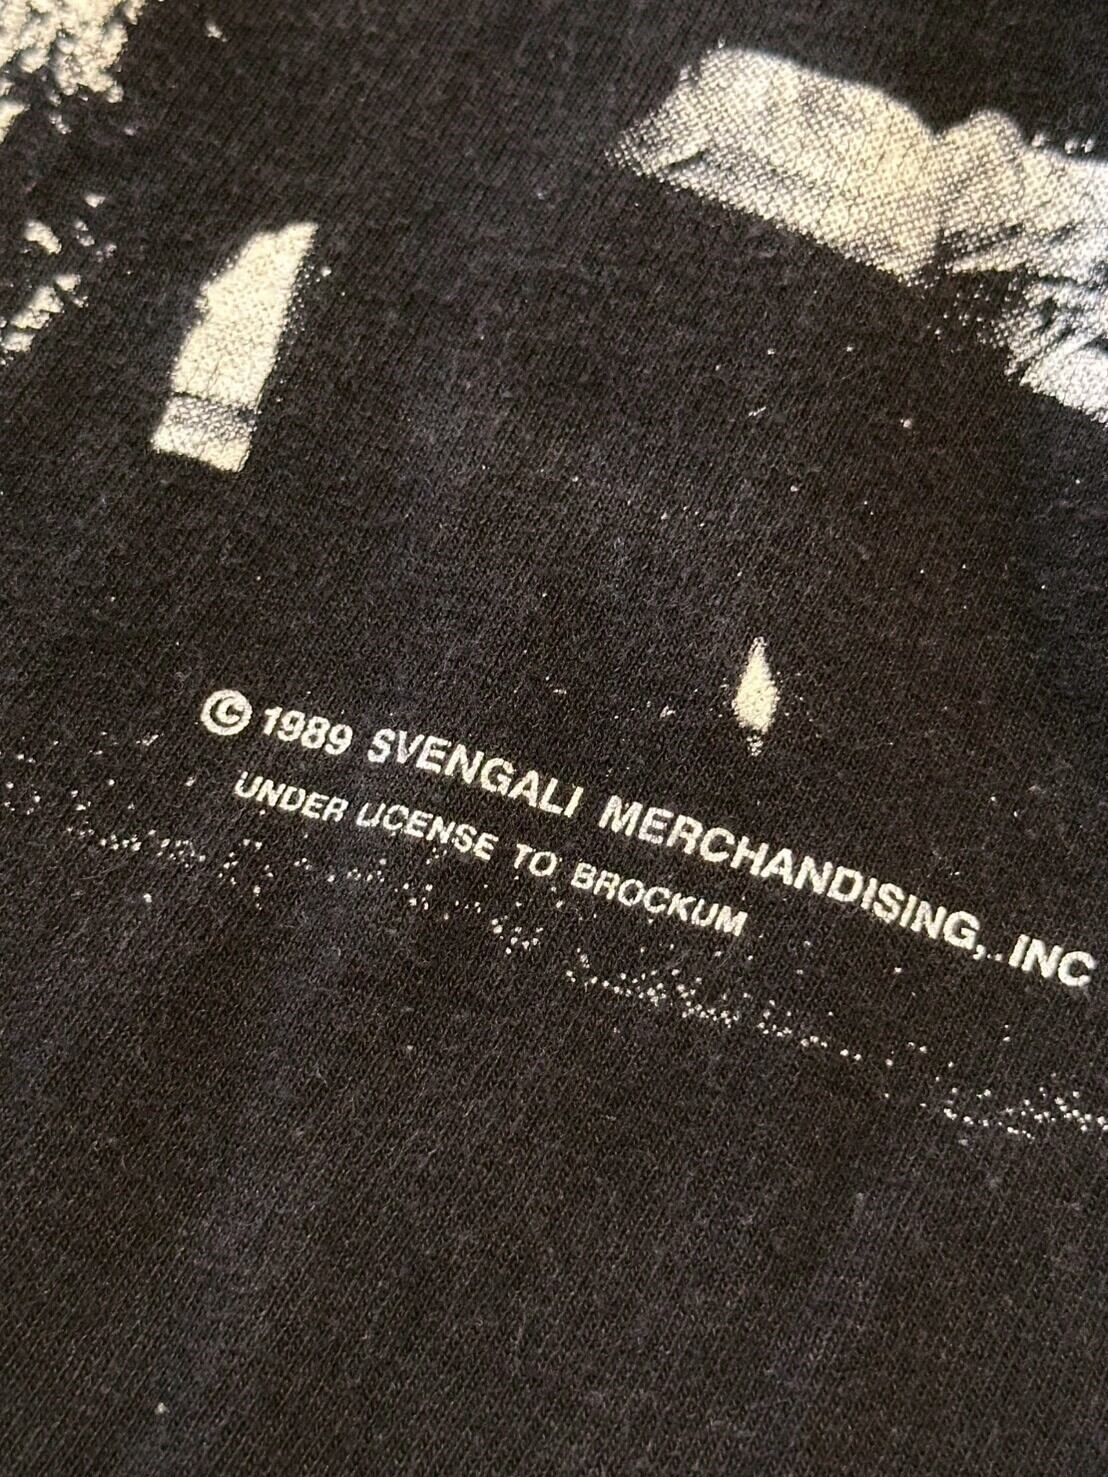 © 1989 SVENGALI MERCHANDISING, INC
UNDER LICENSE TO BROCKUM